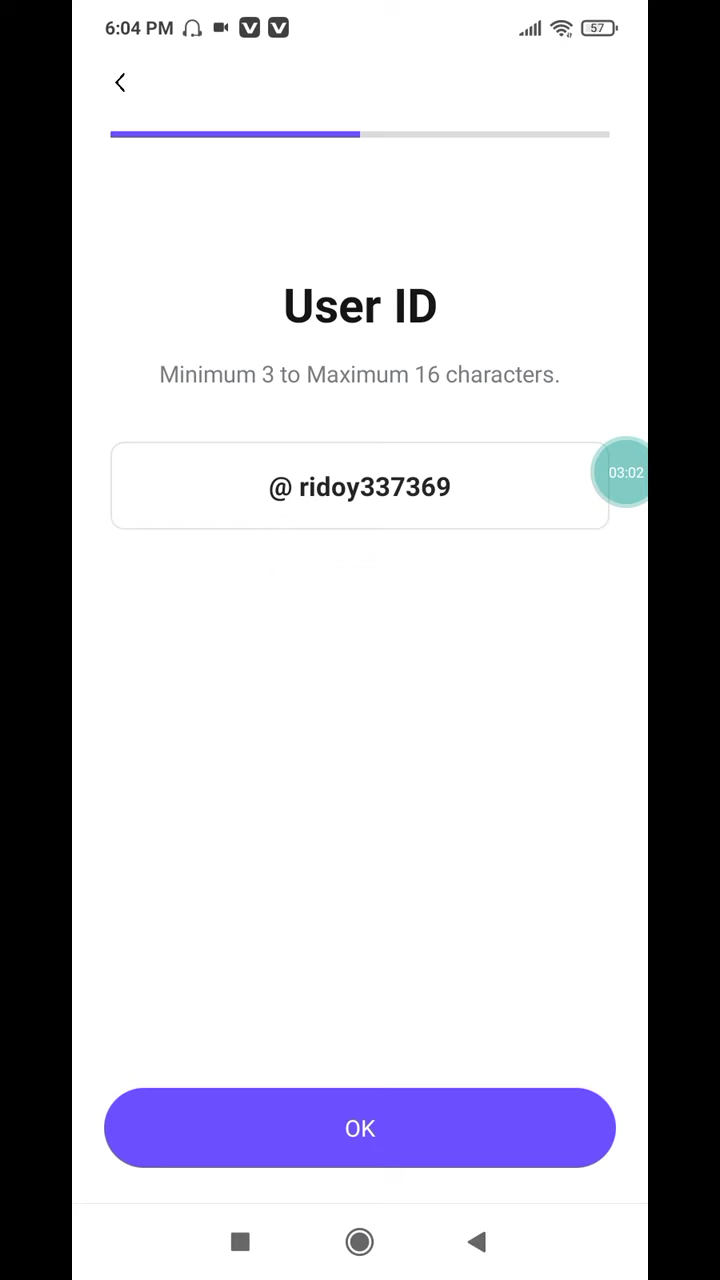 6:04 PM
57
User ID
Minimum 3 to Maximum 16 characters.
@ ridoy337369
03:02
OK